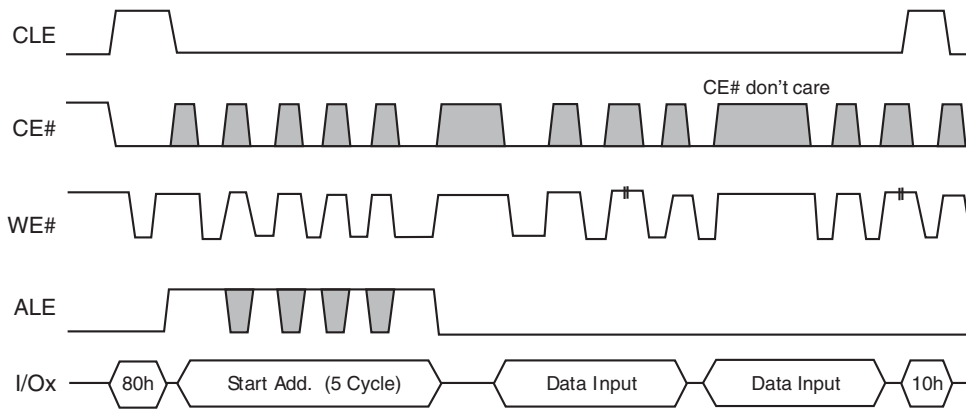 CLE
CE# don't care
CE#
WE#
ALE
I/Ox 80h Start Add. (5 Cycle) Data Input Data Input 10h